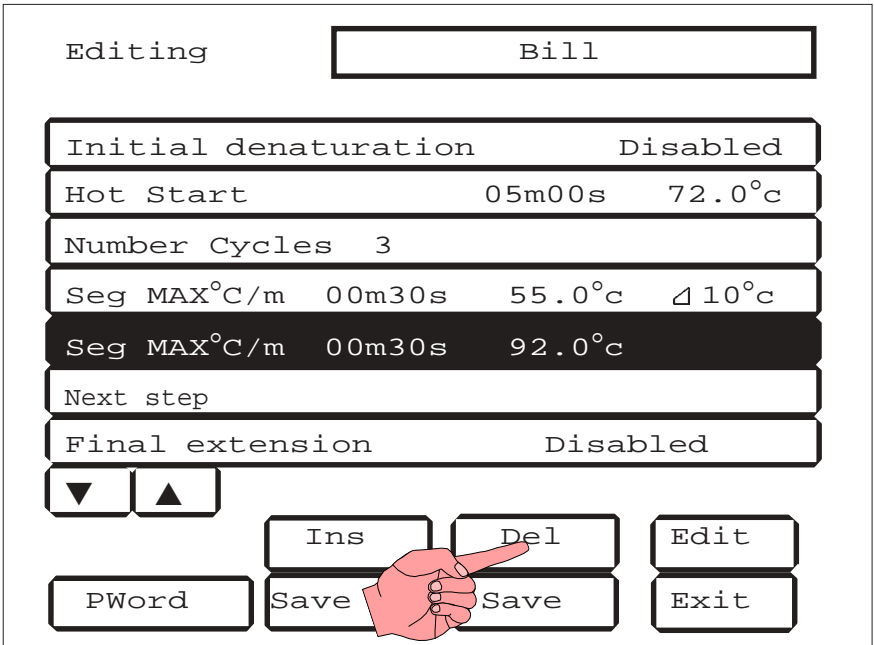 Editing Bill
Initial denaturation Disabled
Hot Start 05m00s 72.0°c
Number Cycles 3
Seg MAX°C/m 00m30s 55.0°c ⊿10°c
Seg MAX°C/m 00m30s 92.0°c
Next step
Final extension Disabled
▼ ▲
Ins Del Edit
PWord Save Save Exit